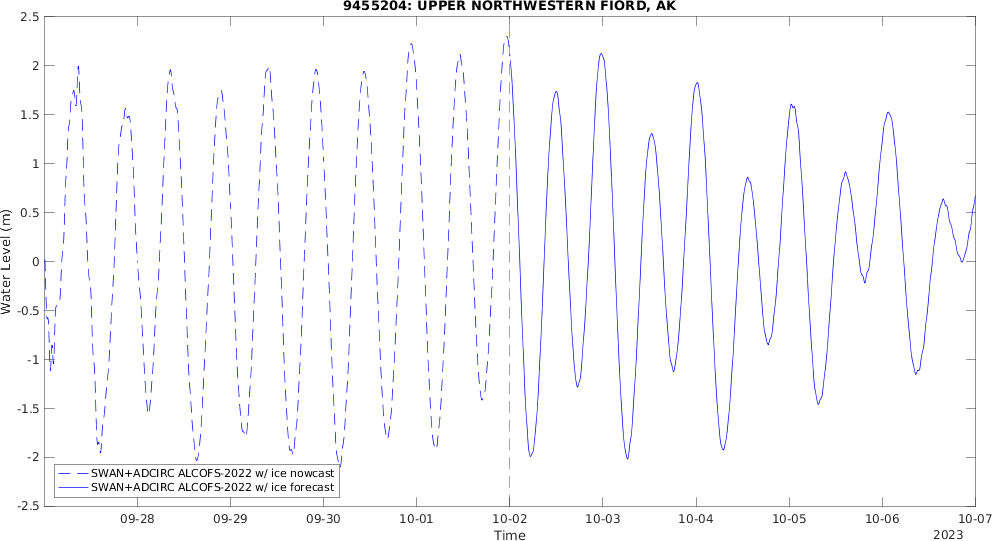 9455204: UPPER NORTHWESTERN FIORD, AK
2.5
2
1.5
1
0.5
0
-0.5
-1
-1.5
-2
-2.5
Water Level (m)
SWAN+ADCIRC ALCOFS-2022 w/ ice nowcast
SWAN+ADCIRC ALCOFS-2022 w/ ice forecast
09-28 09-29 09-30 10-01 10-02 10-03 10-04 10-05 10-06 10-07
Time
2023